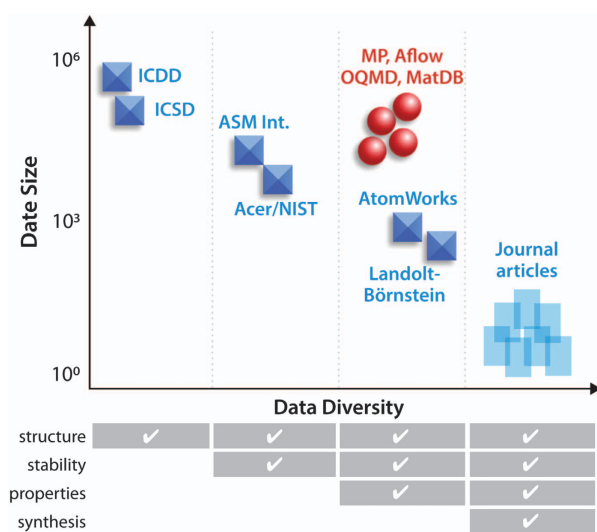 Date Size
10⁶
10³
10⁰
ICDD
ICSD
ASM Int.
Acer/NIST
MP, Aflow
OQMD, MatDB
AtomWorks
Landolt-
Börnstein
Journal
articles
Data Diversity
structure ✔ ✔ ✔ ✔
stability ✔ ✔ ✔
properties ✔ ✔
synthesis ✔